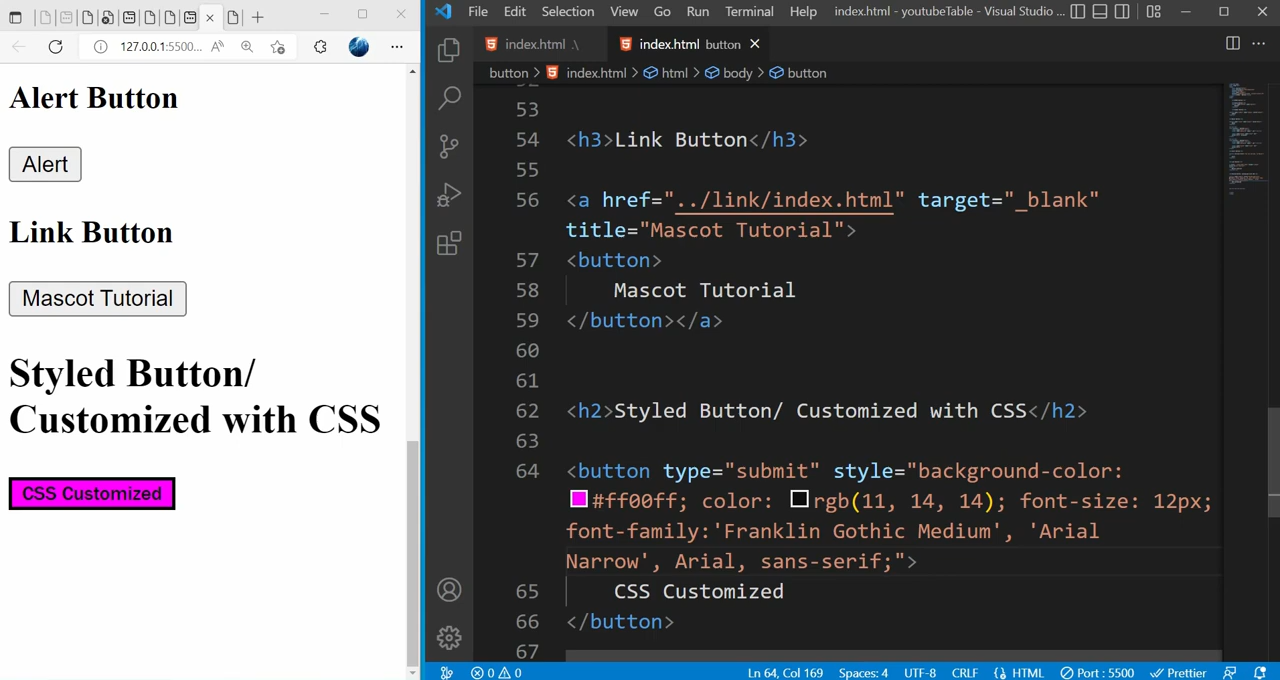 127.0.0.1:5500...
Alert Button
Alert
Link Button
Mascot Tutorial
Styled Button/
Customized with CSS
CSS Customized
File Edit Selection View Go Run Terminal Help index.html - youtubeTable - Visual Studio ...
index.html .\ index.html button
button > index.html > html > body > button
53
54 <h3>Link Button</h3>
55
56 <a href="../link/index.html" target="_blank"
title="Mascot Tutorial">
57 <button>
58 Mascot Tutorial
59 </button></a>
60
61
62 <h2>Styled Button/ Customized with CSS</h2>
63
64 <button type="submit" style="background-color:
#ff00ff; color: rgb(11, 14, 14); font-size: 12px;
font-family:'Franklin Gothic Medium', 'Arial
Narrow', Arial, sans-serif;">
65 CSS Customized
66 </button>
67
0 0 Ln 64, Col 169 Spaces: 4 UTF-8 CRLF {} HTML Port : 5500 Prettier